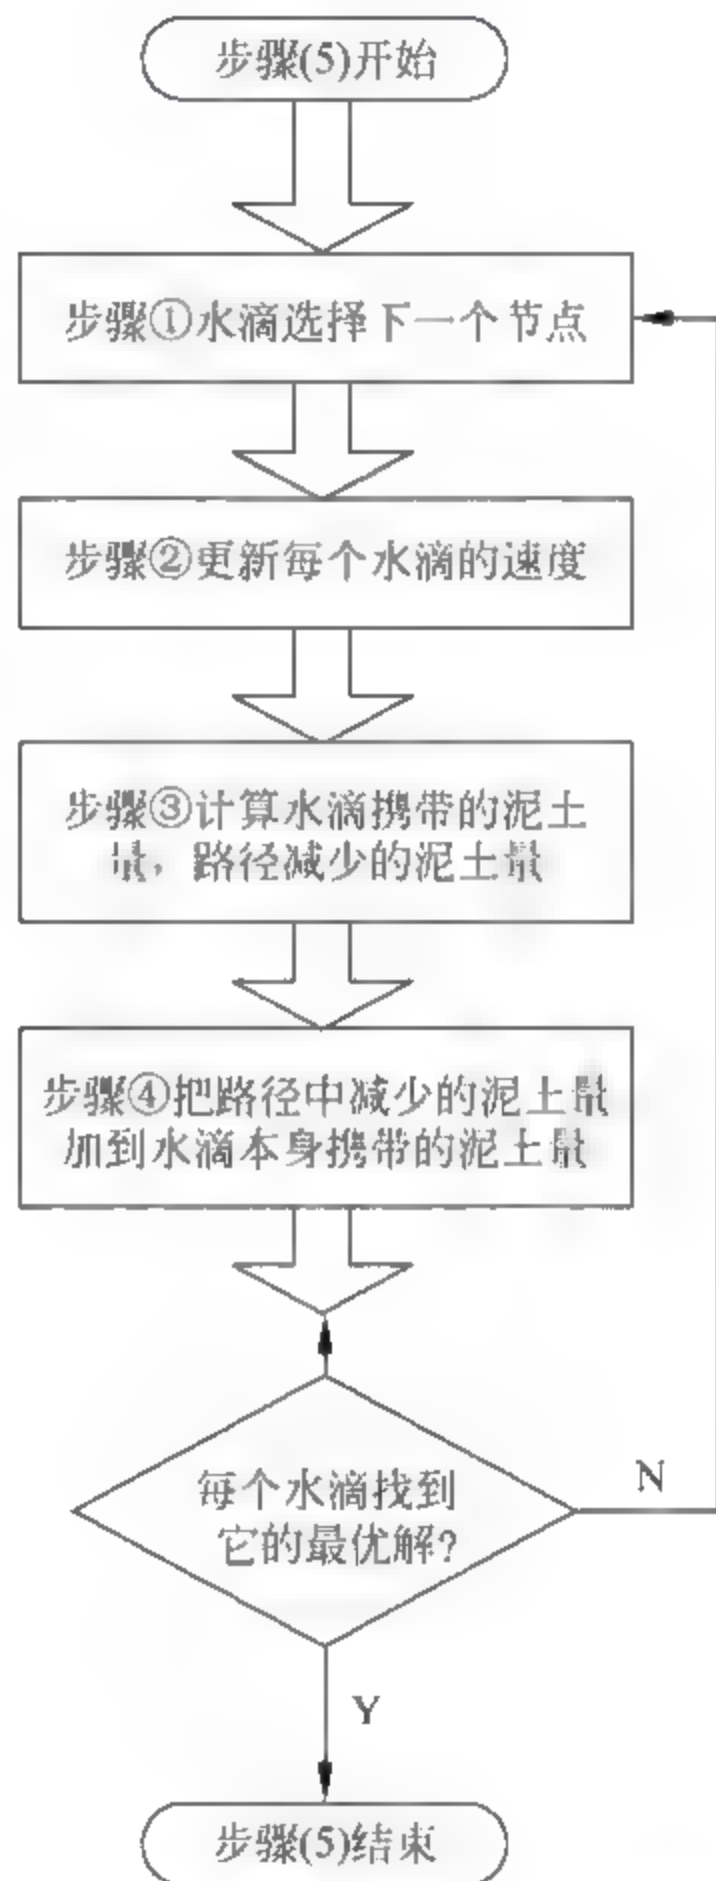 步骤(5)开始
步骤①水滴选择下一个节点
步骤②更新每个水滴的速度
步骤③计算水滴携带的泥土
量，路径减少的泥土量
步骤④把路径中减少的泥土量
加到水滴本身携带的泥土量
每个水滴找到
它的最优解?
N
Y
步骤(5)结束